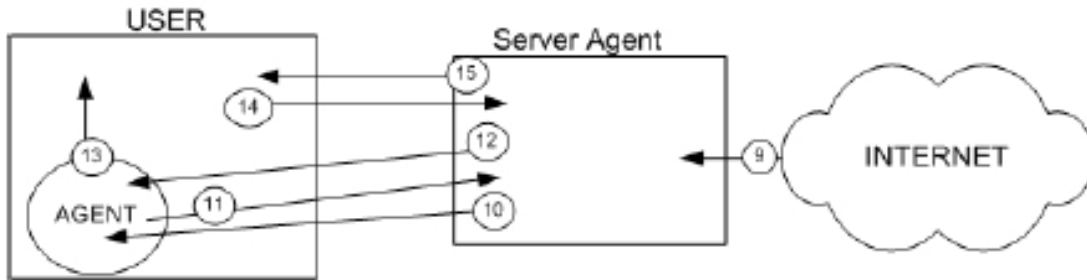 USER
Server Agent
15
14
12
13
9
INTERNET
11
AGENT
10